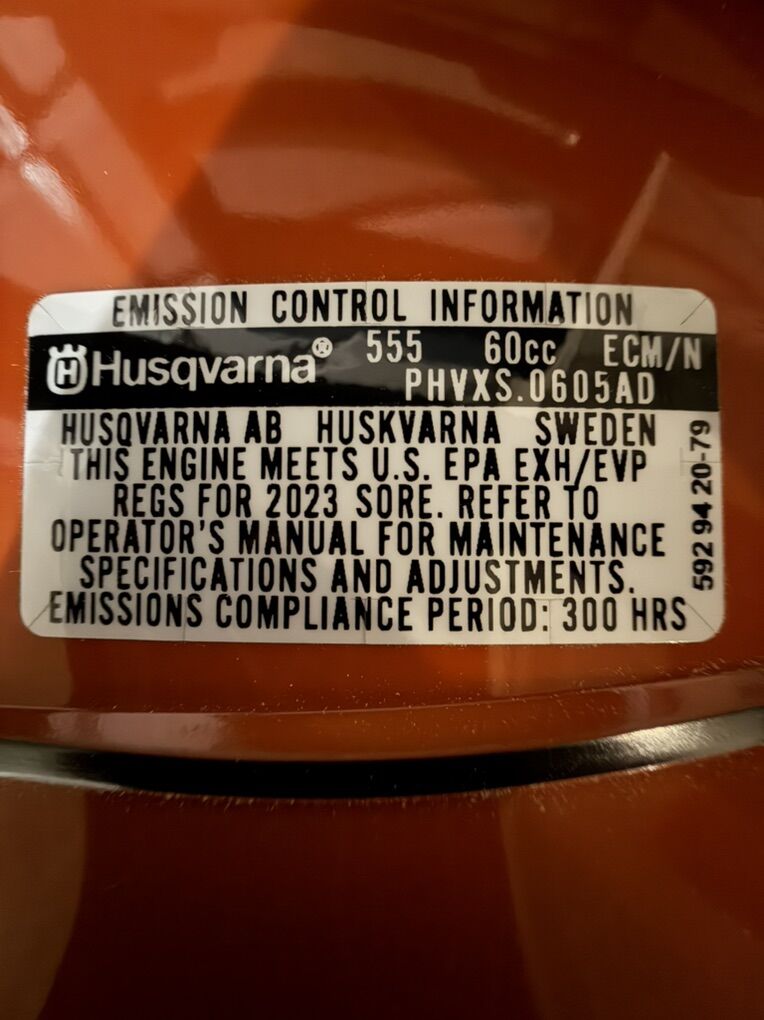 EMISSION CONTROL INFORMATION
Husqvarna® 555 60cc ECM/N
PHVXS.0605AD
HUSQVARNA AB HUSKVARNA SWEDEN
THIS ENGINE MEETS U.S. EPA EXH/EVP
REGS FOR 2023 SORE. REFER TO
OPERATOR'S MANUAL FOR MAINTENANCE
SPECIFICATIONS AND ADJUSTMENTS.
EMISSIONS COMPLIANCE PERIOD: 300 HRS
592 94 20-79